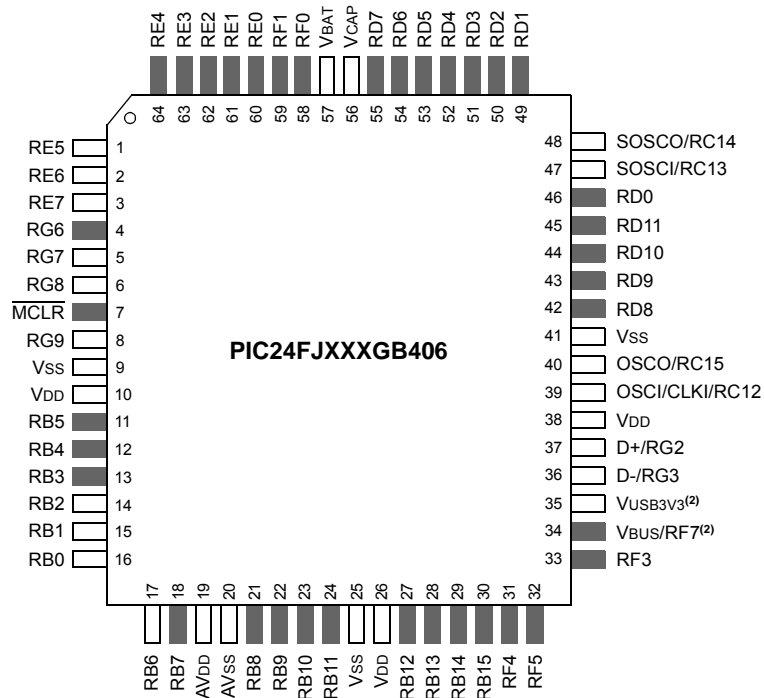 RE4 RE3 RE2 RE1 RE0 RF1 RF0 VBAT VCAP RD7 RD6 RD5 RD4 RD3 RD2 RD1
64 63 62 61 60 59 58 57 56 55 54 53 52 51 50 49
RE5 1
RE6 2
RE7 3
RG6 4
RG7 5
RG8 6
MCLR 7
RG9 8
VSS 9
VDD 10
RB5 11
RB4 12
RB3 13
RB2 14
RB1 15
RB0 16
PIC24FJXXXGB406
48 SOSCO/RC14
47 SOSCI/RC13
46 RD0
45 RD11
44 RD10
43 RD9
42 RD8
41 VSS
40 OSCO/RC15
39 OSCI/CLKI/RC12
38 VDD
37 D+/RG2
36 D-/RG3
35 VUSB3V3(2)
34 VBUS/RF7(2)
33 RF3
17 18 19 20 21 22 23 24 25 26 27 28 29 30 31 32
RB6 RB7 AVDD AVSS RB8 RB9 RB10 RB11 VSS VDD RB12 RB13 RB14 RB15 RF4 RF5